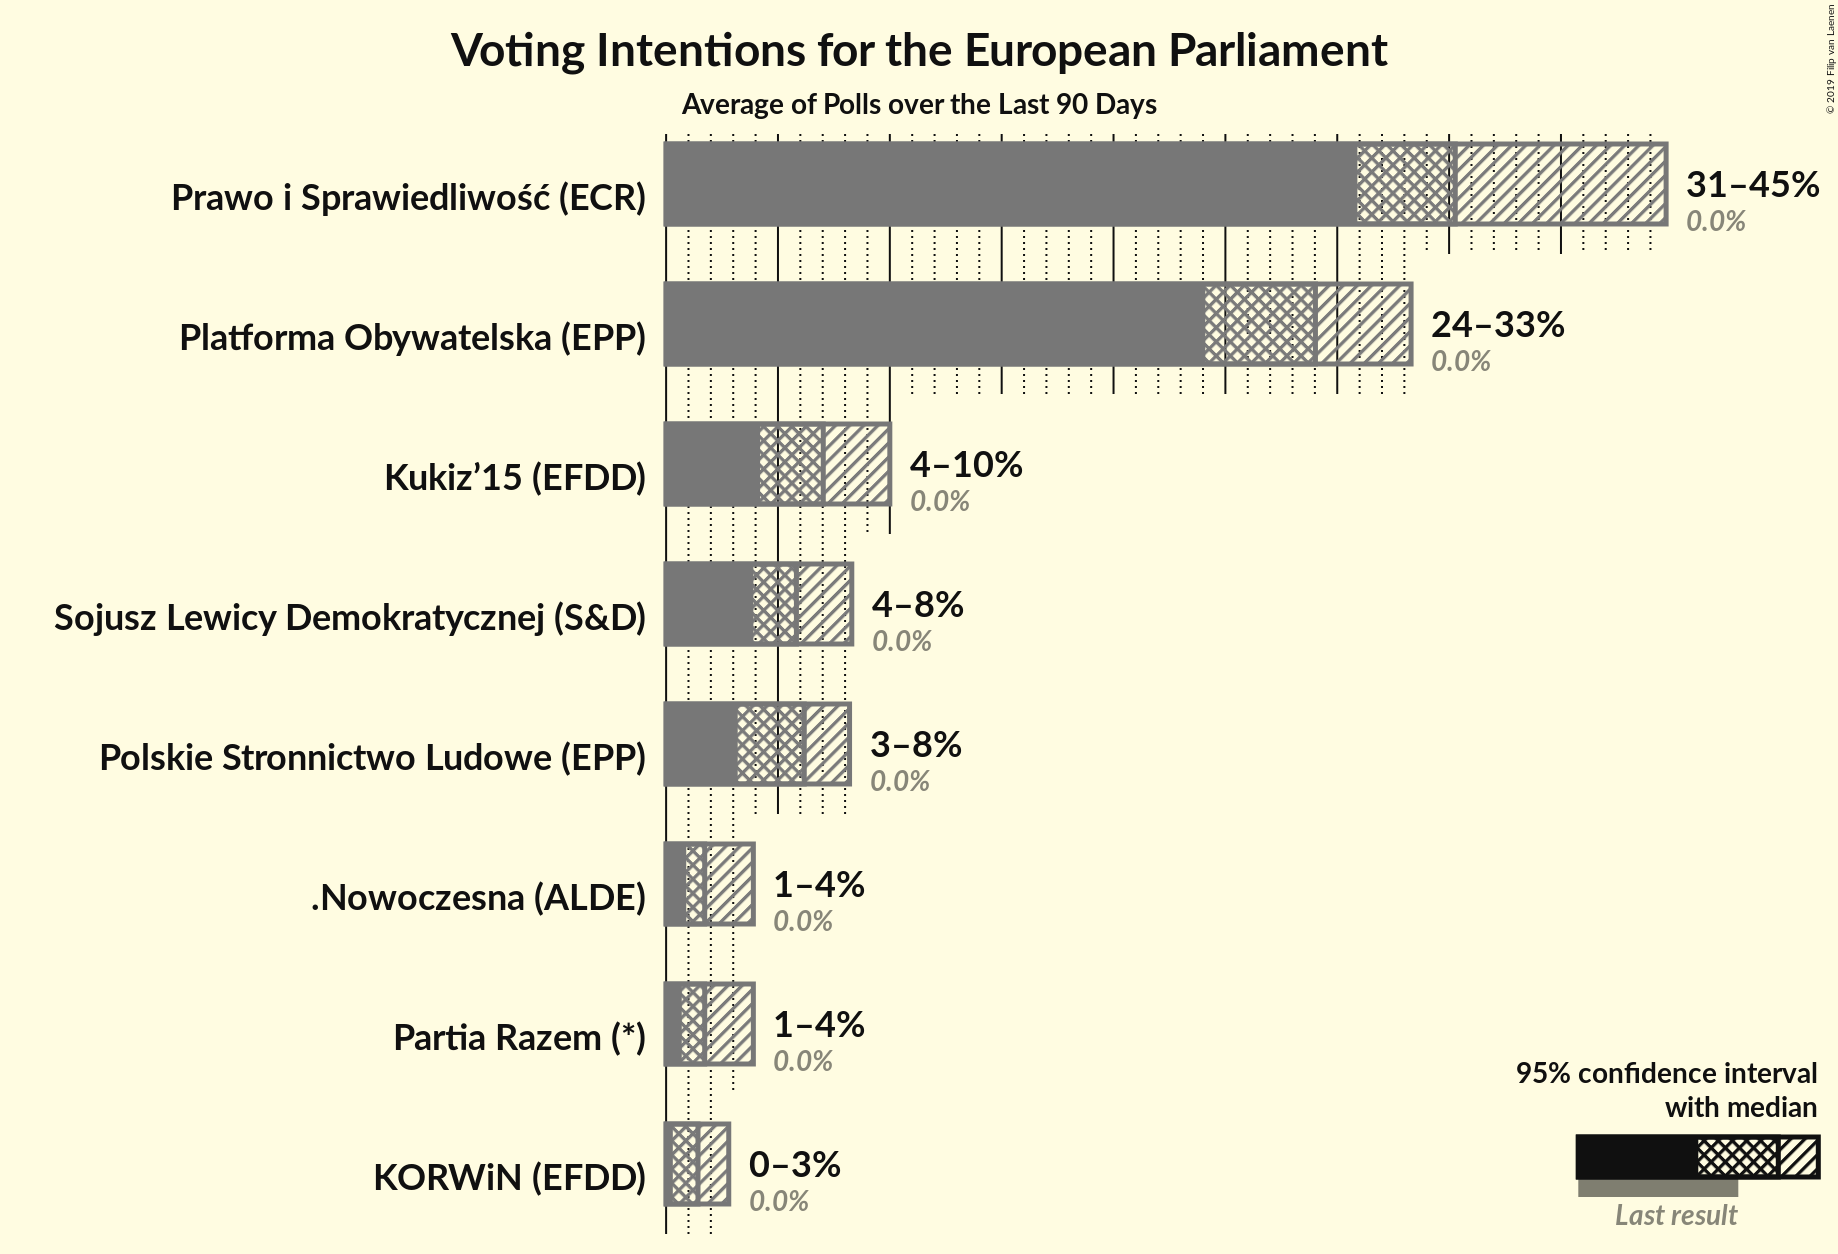 Voting Intentions for the European Parliament
Average of Polls over the Last 90 Days
© 2019 Filip van Laenen
Prawo i Sprawiedliwość (ECR)
31–45%
0.0%
Platforma Obywatelska (EPP)
24–33%
0.0%
Kukiz’15 (EFDD)
4–10%
0.0%
Sojusz Lewicy Demokratycznej (S&D)
4–8%
0.0%
Polskie Stronnictwo Ludowe (EPP)
3–8%
0.0%
.Nowoczesna (ALDE)
1–4%
0.0%
Partia Razem (*)
1–4%
0.0%
KORWiN (EFDD)
0–3%
0.0%
95% confidence interval
with median
Last result